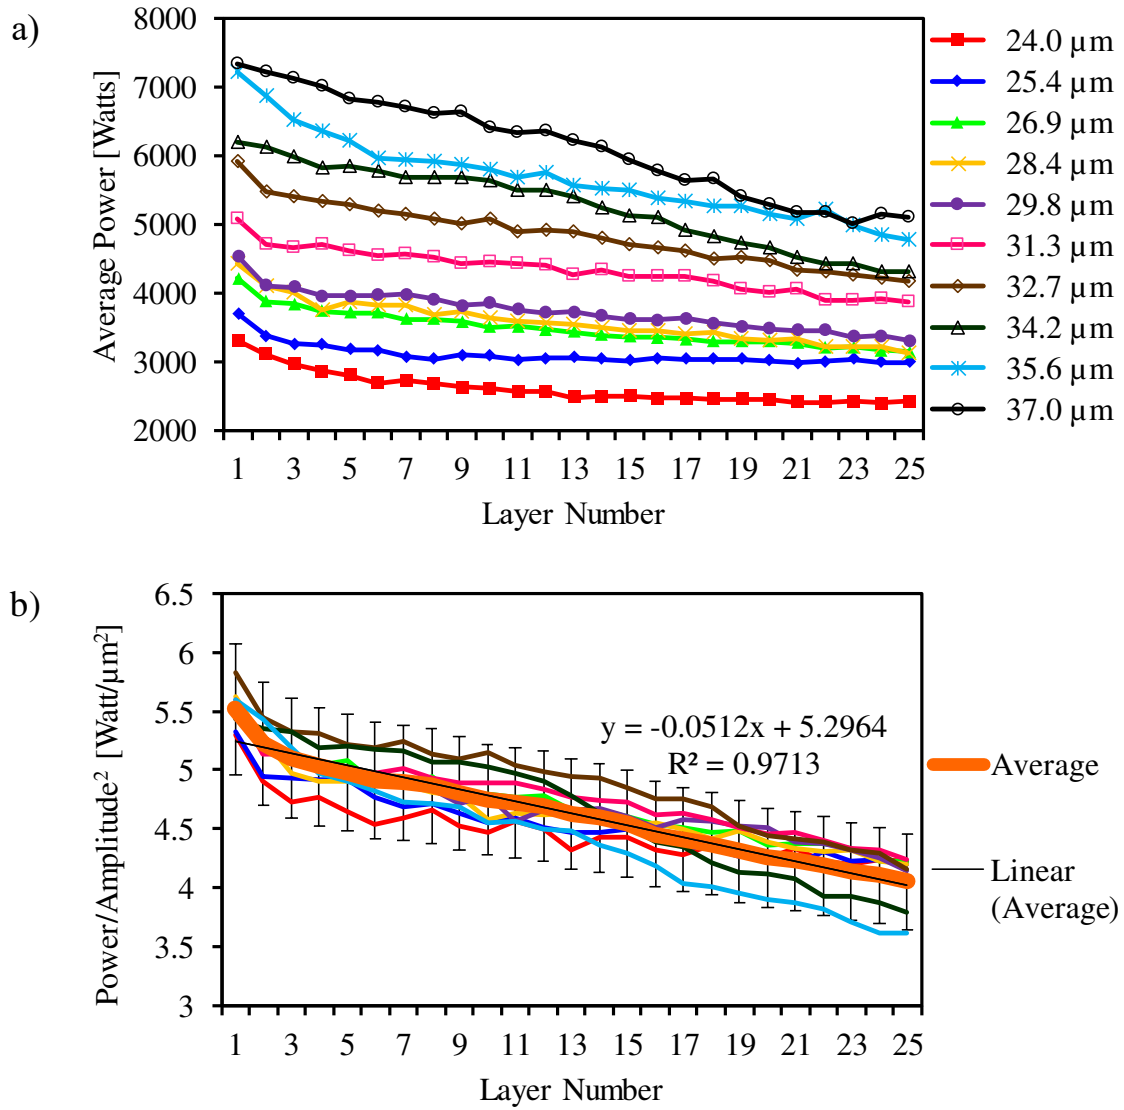 a)
Average Power [Watts]
8000
7000
6000
5000
4000
3000
2000
1 3 5 7 9 11 13 15 17 19 21 23 25
Layer Number
24.0 µm
25.4 µm
26.9 µm
28.4 µm
29.8 µm
31.3 µm
32.7 µm
34.2 µm
35.6 µm
37.0 µm
b)
Power/Amplitude² [Watt/µm²]
6.5
6
5.5
5
4.5
4
3.5
3
y = -0.0512x + 5.2964
R² = 0.9713
1 3 5 7 9 11 13 15 17 19 21 23 25
Layer Number
Average
Linear
(Average)